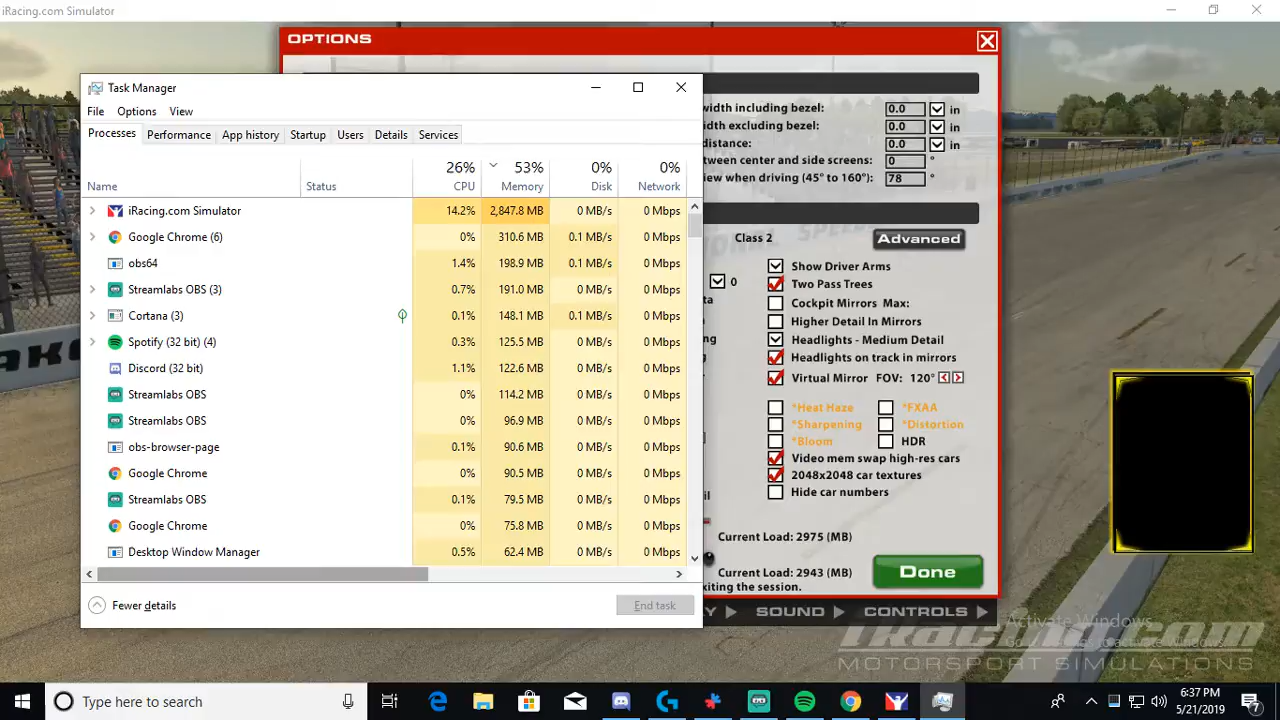 iRacing.com Simulator
OPTIONS
Task Manager
File Options View
Processes Performance App history Startup Users Details Services
26% 53% 0% 0%
Name Status CPU Memory Disk Network
iRacing.com Simulator 14.2% 2,847.8 MB 0 MB/s 0 Mbps
Google Chrome (6) 0% 310.6 MB 0.1 MB/s 0 Mbps
obs64 1.4% 198.9 MB 0.1 MB/s 0 Mbps
Streamlabs OBS (3) 0.7% 191.0 MB 0 MB/s 0 Mbps
Cortana (3) 0.1% 148.1 MB 0.1 MB/s 0 Mbps
Spotify (32 bit) (4) 0.3% 125.5 MB 0 MB/s 0 Mbps
Discord (32 bit) 1.1% 122.6 MB 0 MB/s 0 Mbps
Streamlabs OBS 0% 114.2 MB 0 MB/s 0 Mbps
Streamlabs OBS 0% 96.9 MB 0 MB/s 0 Mbps
obs-browser-page 0.1% 90.6 MB 0 MB/s 0 Mbps
Google Chrome 0% 90.5 MB 0 MB/s 0 Mbps
Streamlabs OBS 0.1% 79.5 MB 0 MB/s 0 Mbps
Google Chrome 0% 75.8 MB 0 MB/s 0 Mbps
Desktop Window Manager 0.5% 62.4 MB 0 MB/s 0 Mbps
Fewer details End task
width including bezel: 0.0 in
idth excluding bezel: 0.0 in
distance: 0.0 in
tween center and side screens: 0 °
view when driving (45° to 160°): 78 °
Class 2 Advanced
Show Driver Arms
0 Two Pass Trees
Cockpit Mirrors Max:
Higher Detail In Mirrors
Headlights - Medium Detail
Headlights on track in mirrors
Virtual Mirror FOV: 120°
*Heat Haze *FXAA
*Sharpening *Distortion
*Bloom HDR
Video mem swap high-res cars
2048x2048 car textures
Hide car numbers
Current Load: 2975 (MB)
Current Load: 2943 (MB)
xiting the session.
Done
Y SOUND CONTROLS
Activate Windows
iRacing.com
MOTORSPORT SIMULATIONS
Type here to search
6:37 PM
5/21/2019
7